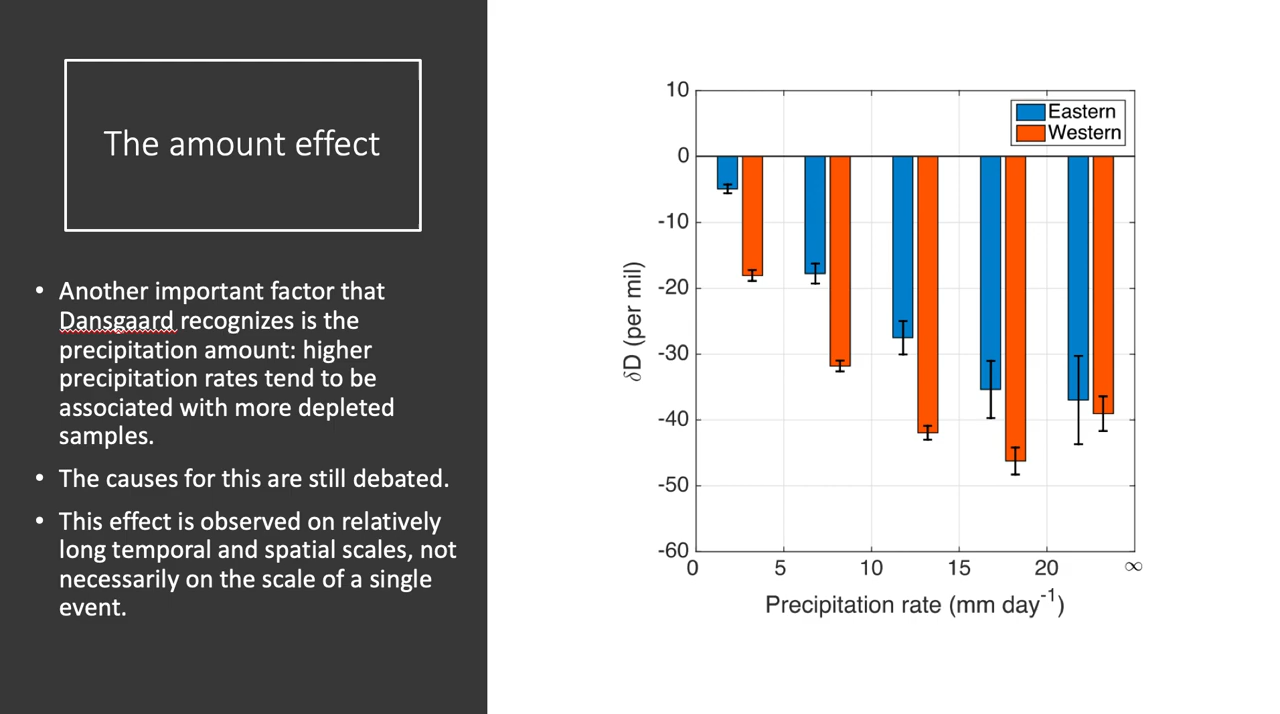 The amount effect
• Another important factor that
Dansgaard recognizes is the
precipitation amount: higher
precipitation rates tend to be
associated with more depleted
samples.
• The causes for this are still debated.
• This effect is observed on relatively
long temporal and spatial scales, not
necessarily on the scale of a single
event.
Eastern
Western
10
0
-10
-20
-30
-40
-50
-60
δD (per mil)
0 5 10 15 20 ∞
Precipitation rate (mm day⁻¹)